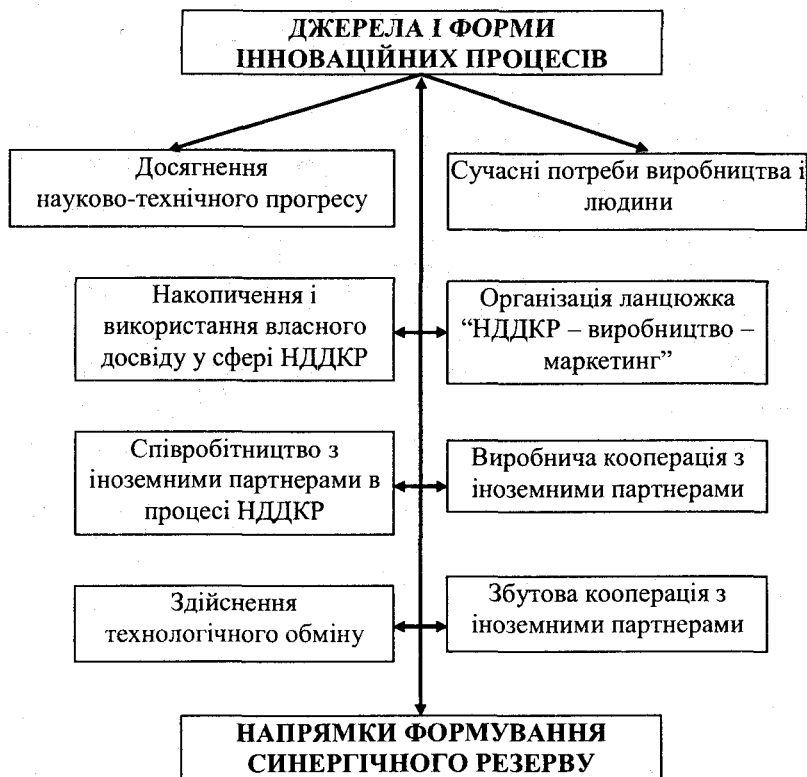 ДЖЕРЕЛА І ФОРМИ
ІННОВАЦІЙНИХ ПРОЦЕСІВ
Досягнення
науково-технічного прогресу
Сучасні потреби виробництва і
людини
Накопичення і
використання власного
досвіду у сфері НДДКР
Організація ланцюжка
“НДДКР – виробництво –
маркетинг”
Співробітництво з
іноземними партнерами в
процесі НДДКР
Виробнича кооперація з
іноземними партнерами
Здійснення
технологічного обміну
Збутова кооперація з
іноземними партнерами
НАПРЯМКИ ФОРМУВАННЯ
СИНЕРГІЧНОГО РЕЗЕРВУ